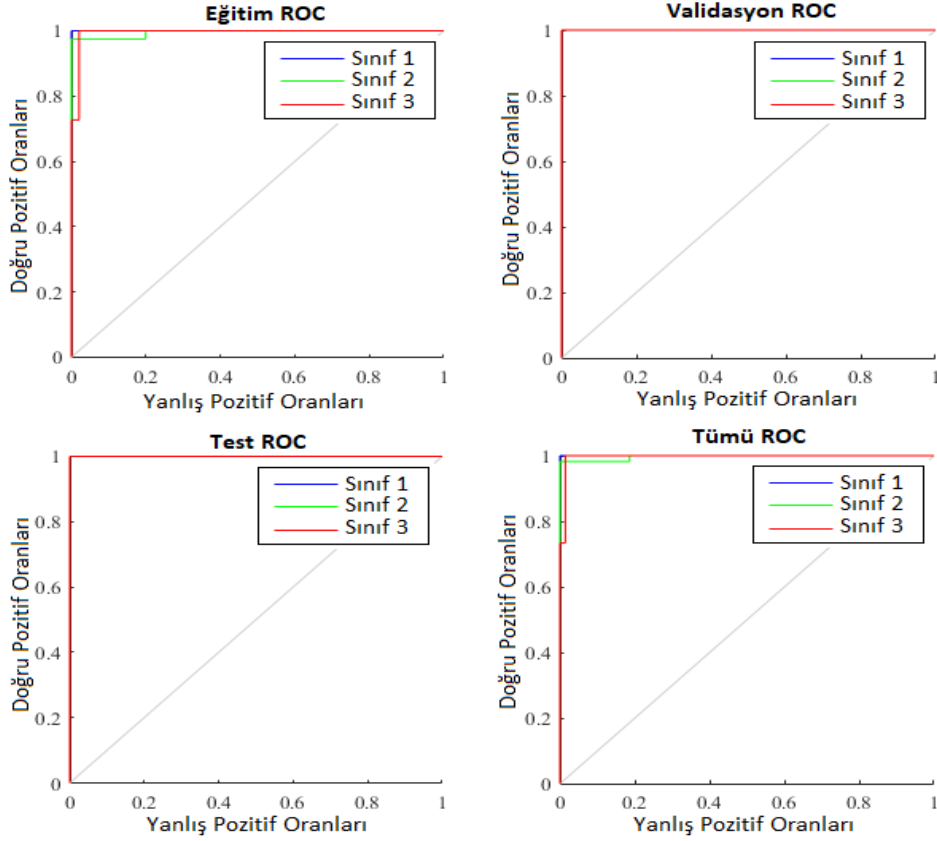 Eğitim ROC
Doğru Pozitif Oranları
1
0.8
0.6
0.4
0.2
0
Sınıf 1
Sınıf 2
Sınıf 3
0 0.2 0.4 0.6 0.8 1
Yanlış Pozitif Oranları
Validasyon ROC
Doğru Pozitif Oranları
1
0.8
0.6
0.4
0.2
0
Sınıf 1
Sınıf 2
Sınıf 3
0 0.2 0.4 0.6 0.8 1
Yanlış Pozitif Oranları
Test ROC
Doğru Pozitif Oranları
1
0.8
0.6
0.4
0.2
0
Sınıf 1
Sınıf 2
Sınıf 3
0 0.2 0.4 0.6 0.8 1
Yanlış Pozitif Oranları
Tümü ROC
Doğru Pozitif Oranları
1
0.8
0.6
0.4
0.2
0
Sınıf 1
Sınıf 2
Sınıf 3
0 0.2 0.4 0.6 0.8 1
Yanlış Pozitif Oranları